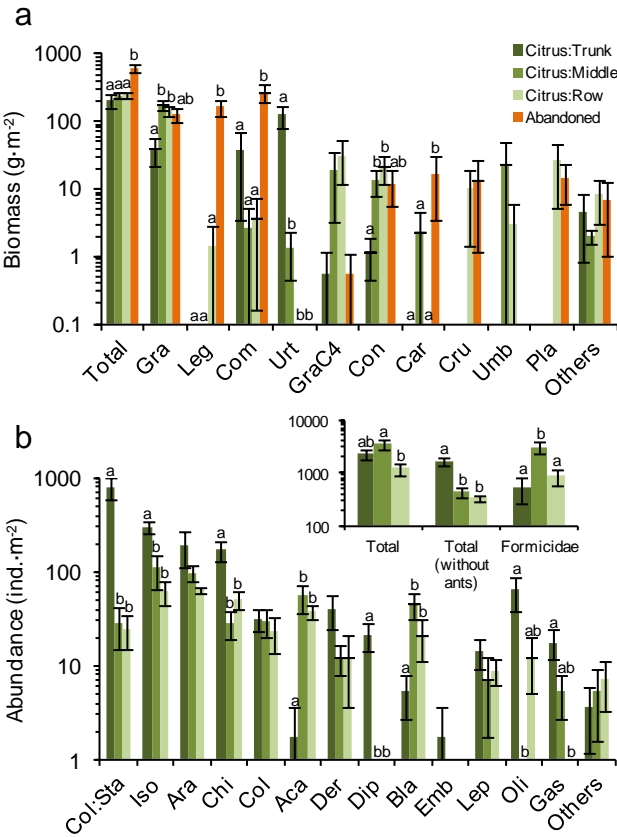 a
Biomass (g·m-2)
1000
100
10
1
0.1
Citrus:Trunk
Citrus:Middle
Citrus:Row
Abandoned
a a a b
a b b ab
a a a b
a a a b
a b b b
a b b ab
a a a b
Total Gra Leg Com Urt GraC4 Con Car Cru Umb Pla Others
b
Abundance (ind.·m-2)
1000
100
10
1
10000
1000
100
ab a b
a b b
a b a
Total
Total (without ants)
Formicidae
a b b
a b b
a b b
a b b
a b b
a b b
a b ab
a ab b
Col:Sta Iso Ara Chi Col Aca Der Dip Bla Emb Lep Oli Gas Others